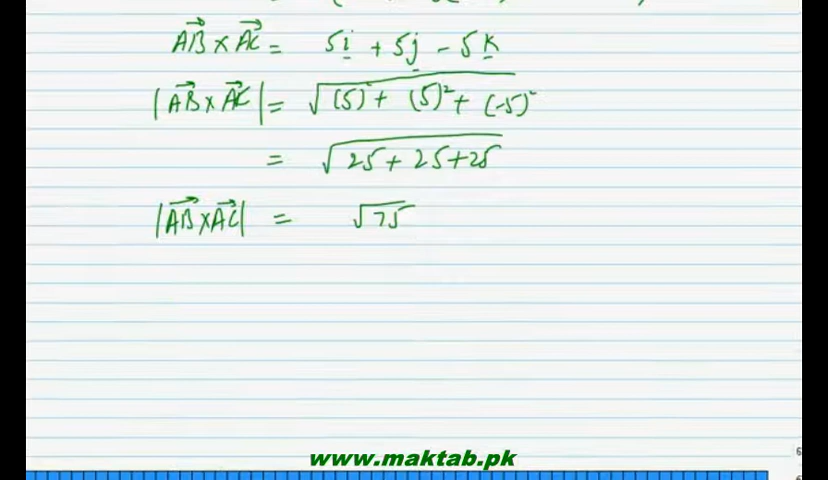 AB × AC = 5i + 5j - 5k
|AB × AC| = √(5)² + (5)² + (-5)²
= √25 + 25 + 25
|AB × AC| = √75
www.maktab.pk